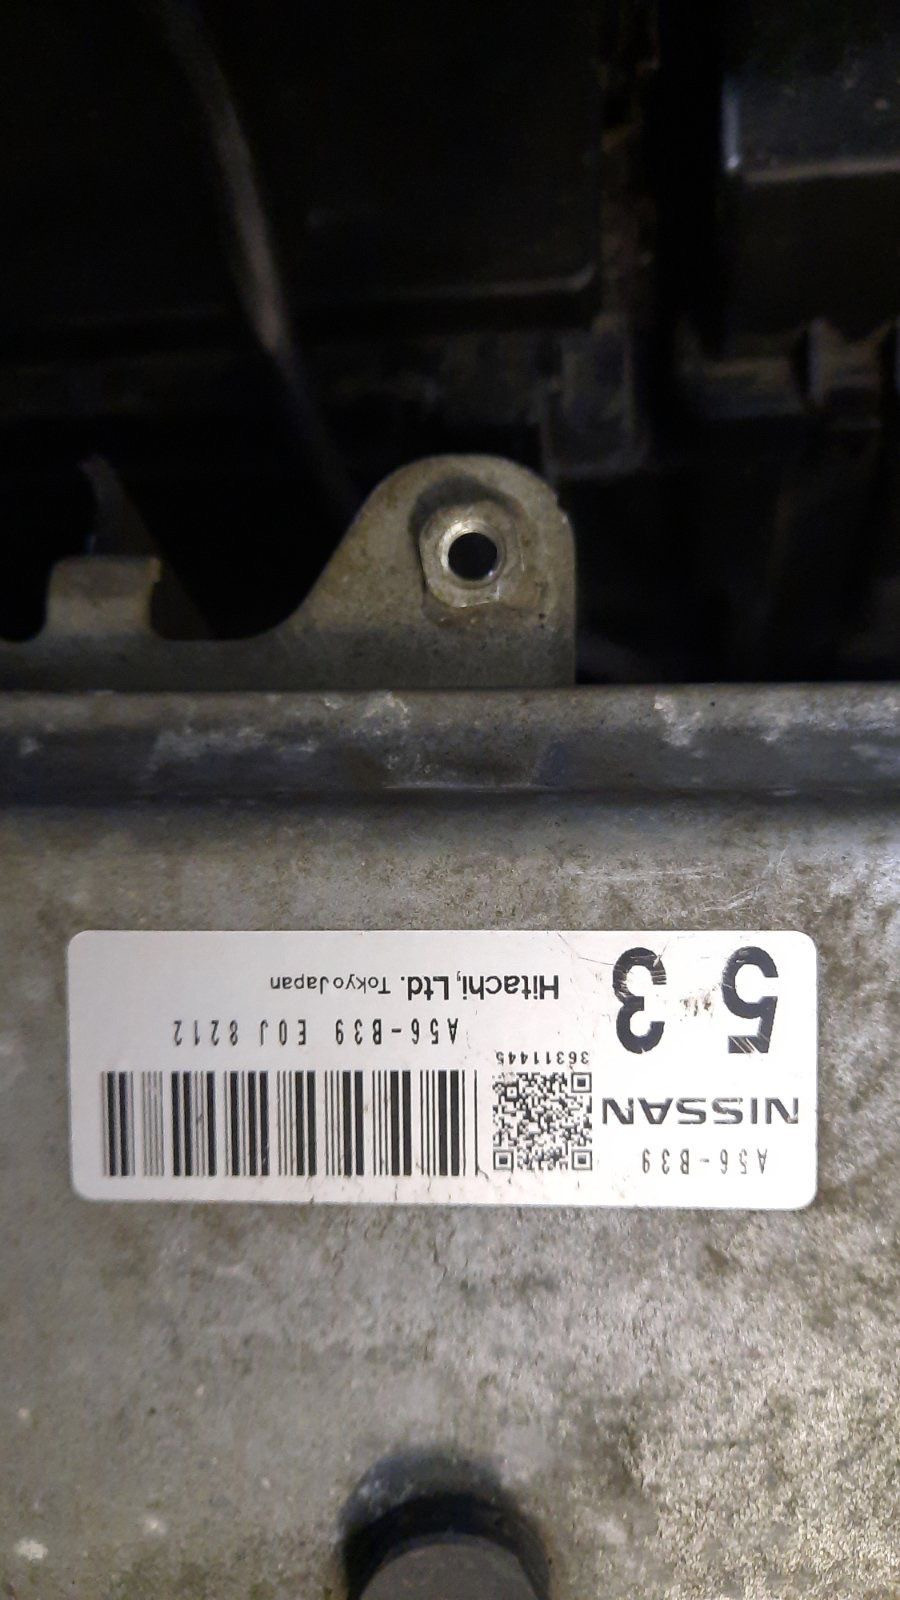 A56-B39
NISSAN
36311445
A56-B39 E0J 8212
5 3
Hitachi, Ltd. Tokyo Japan